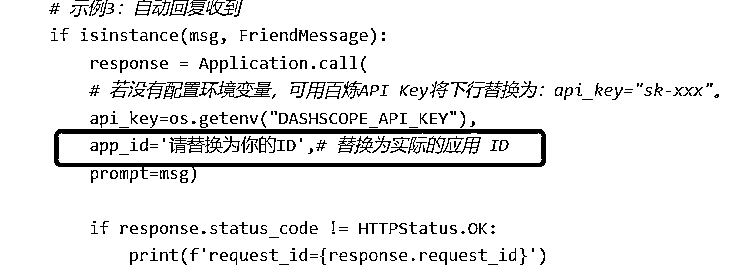 # 示例3：自动回复收到
if isinstance(msg, FriendMessage):
response = Application.call(
# 若没有配置环境变量，可用百炼API Key将下行替换为：api_key="sk-xxx"。
api_key=os.getenv("DASHSCOPE_API_KEY"),
app_id='请替换为你的ID',# 替换为实际的应用 ID
prompt=msg)
if response.status_code != HTTPStatus.OK:
print(f'request_id={response.request_id}')